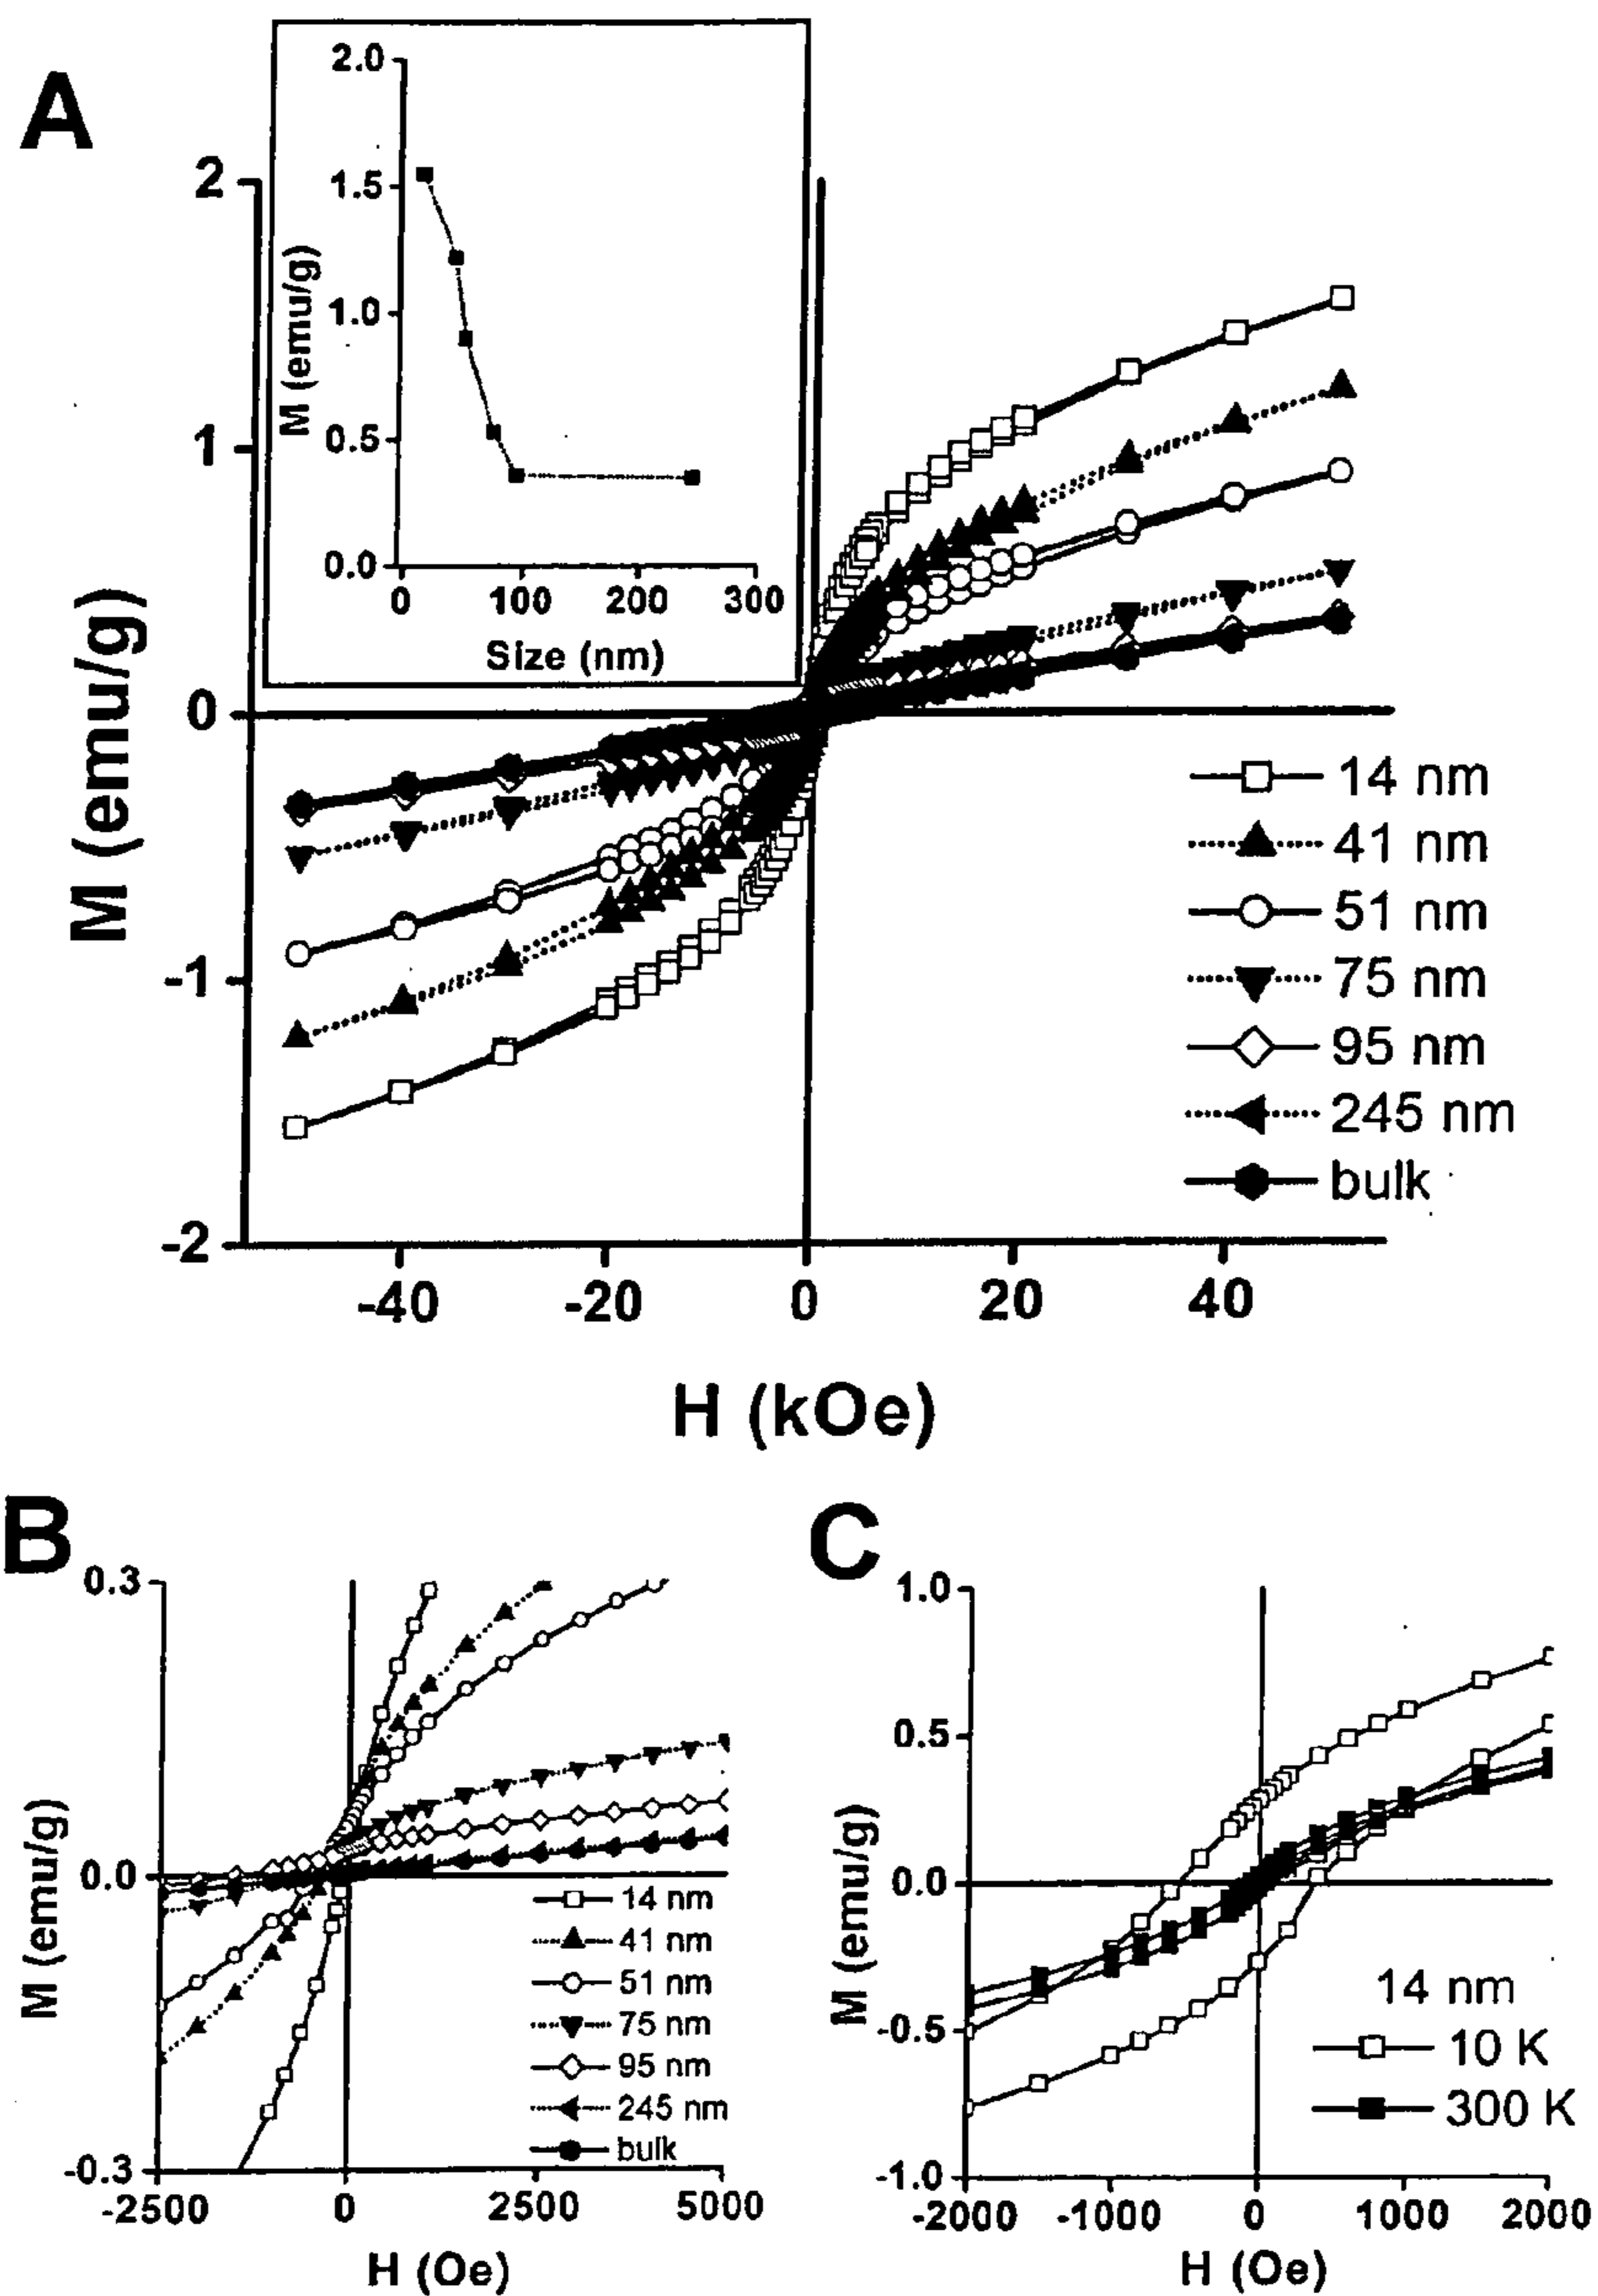 A
2.0
1.5
1.0
0.5
0.0
0 100 200 300
M (emu/g)
Size (nm)
2
1
0
-1
-2
M (emu/g)
14 nm
41 nm
51 nm
75 nm
95 nm
245 nm
bulk
-40 -20 0 20 40
H (kOe)
B
0.3
0.0
-0.3
M (emu/g)
14 nm
41 nm
51 nm
75 nm
95 nm
245 nm
bulk
-2500 0 2500 5000
H (Oe)
C
1.0
0.5
0.0
-0.5
-1.0
M (emu/g)
14 nm
10 K
300 K
-2000 -1000 0 1000 2000
H (Oe)